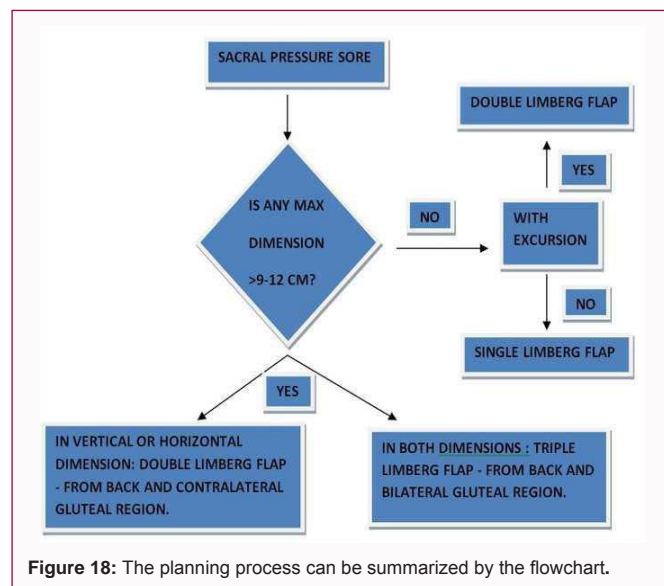 SACRAL PRESSURE SORE
IS ANY MAX
DIMENSION
>9-12 CM?
NO
WITH
EXCURSION
YES
DOUBLE LIMBERG FLAP
NO
SINGLE LIMBERG FLAP
YES
IN VERTICAL OR HORIZONTAL
DIMENSION: DOUBLE LIMBERG FLAP
- FROM BACK AND CONTRALATERAL
GLUTEAL REGION.
IN BOTH DIMENSIONS : TRIPLE
LIMBERG FLAP - FROM BACK AND
BILATERAL GLUTEAL REGION.
Figure 18: The planning process can be summarized by the flowchart.